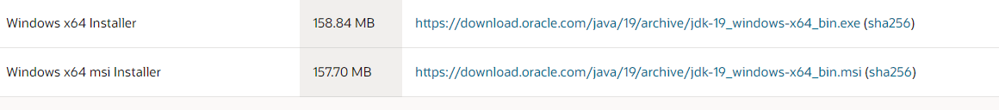 Windows x64 Installer 158.84 MB https://download.oracle.com/java/19/archive/jdk-19_windows-x64_bin.exe (sha256)
Windows x64 msi Installer 157.70 MB https://download.oracle.com/java/19/archive/jdk-19_windows-x64_bin.msi (sha256)